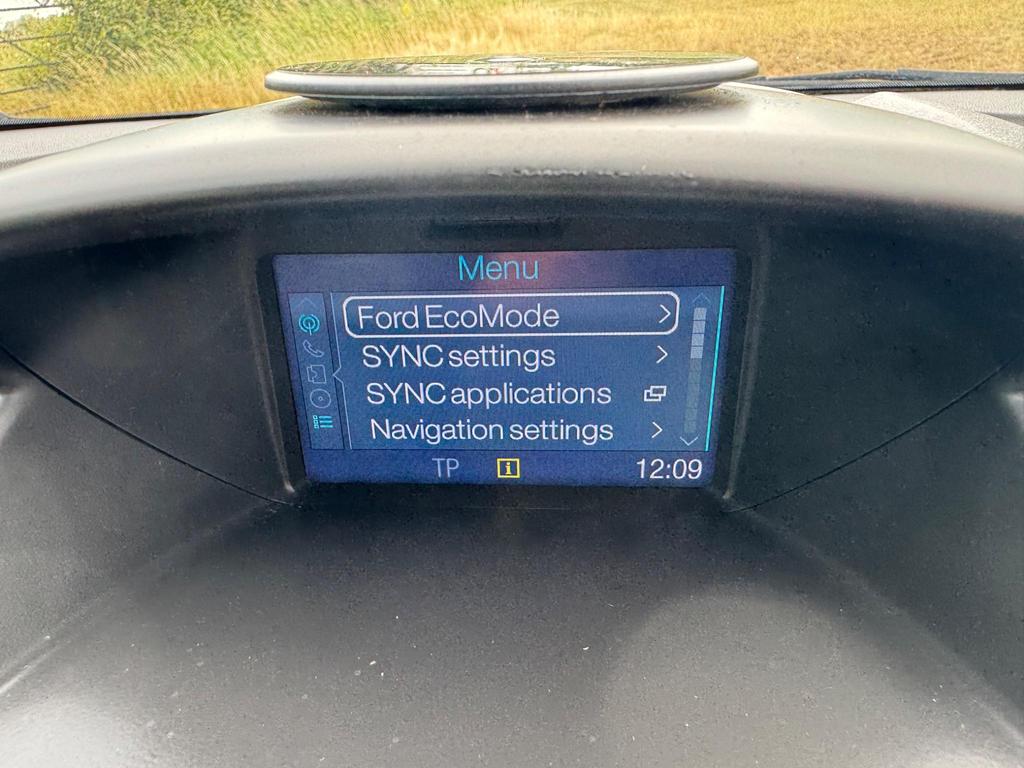 Menu
Ford EcoMode
SYNC settings
SYNC applications
Navigation settings
TP i 12:09